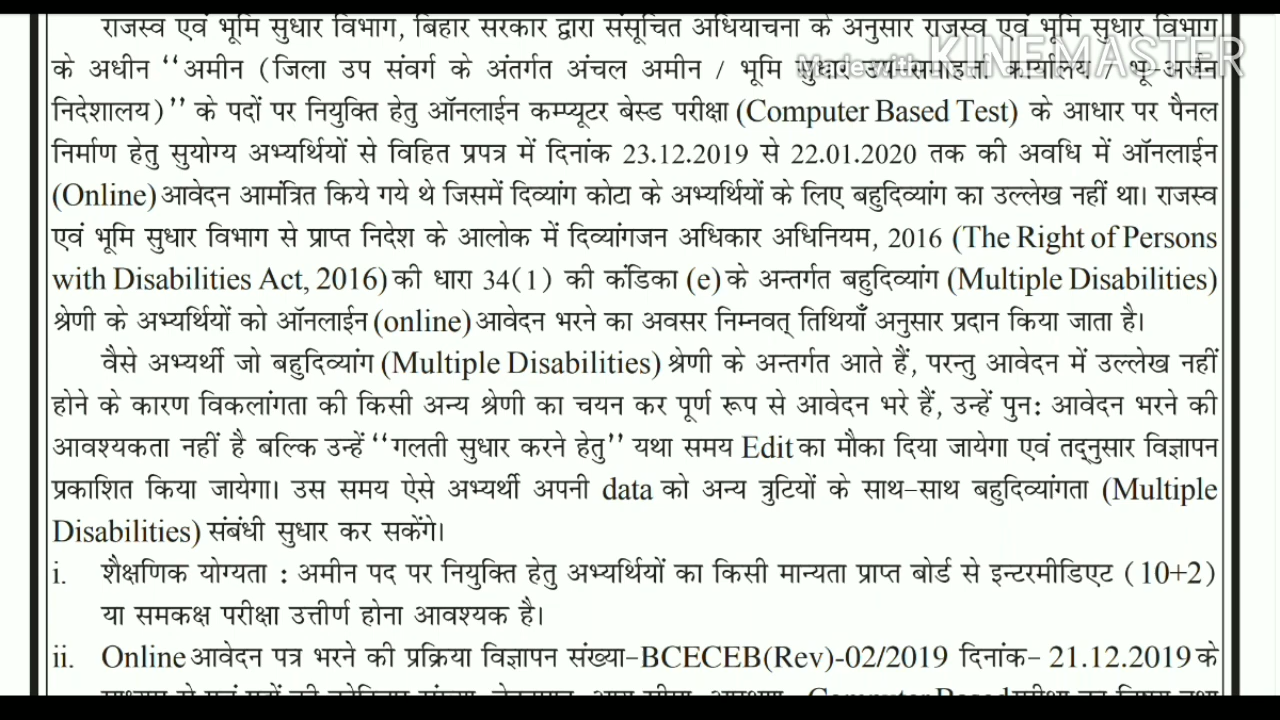 राजस्व एवं भूमि सुधार विभाग, बिहार सरकार द्वारा संसूचित अधियाचना के अनुसार राजस्व एवं भूमि सुधार विभाग
Made with KINEMASTER
के अधीन “अमीन (जिला उप संवर्ग के अंतर्गत अंचल अमीन / भूमि सुधार उप-समाहर्ता कार्यालय / भू-अर्जन
निदेशालय)” के पदों पर नियुक्ति हेतु ऑनलाईन कम्प्यूटर बेस्ड परीक्षा (Computer Based Test) के आधार पर पैनल
निर्माण हेतु सुयोग्य अभ्यर्थियों से विहित प्रपत्र में दिनांक 23.12.2019 से 22.01.2020 तक की अवधि में ऑनलाईन
(Online) आवेदन आमंत्रित किये गये थे जिसमें दिव्यांग कोटा के अभ्यर्थियों के लिए बहुदिव्यांग का उल्लेख नहीं था। राजस्व
एवं भूमि सुधार विभाग से प्राप्त निदेश के आलोक में दिव्यांगजन अधिकार अधिनियम, 2016 (The Right of Persons
with Disabilities Act, 2016) की धारा 34(1) की कंडिका (e) के अन्तर्गत बहुदिव्यांग (Multiple Disabilities)
श्रेणी के अभ्यर्थियों को ऑनलाईन (online) आवेदन भरने का अवसर निम्नवत् तिथियाँ अनुसार प्रदान किया जाता है।
वैसे अभ्यर्थी जो बहुदिव्यांग (Multiple Disabilities) श्रेणी के अन्तर्गत आते हैं, परन्तु आवेदन में उल्लेख नहीं
होने के कारण विकलांगता की किसी अन्य श्रेणी का चयन कर पूर्ण रूप से आवेदन भरे हैं, उन्हें पुन: आवेदन भरने की
आवश्यकता नहीं है बल्कि उन्हें “गलती सुधार करने हेतु” यथा समय Edit का मौका दिया जायेगा एवं तद्नुसार विज्ञापन
प्रकाशित किया जायेगा। उस समय ऐसे अभ्यर्थी अपनी data को अन्य त्रुटियों के साथ-साथ बहुदिव्यांगता (Multiple
Disabilities) संबंधी सुधार कर सकेंगे।
i. शैक्षणिक योग्यता : अमीन पद पर नियुक्ति हेतु अभ्यर्थियों का किसी मान्यता प्राप्त बोर्ड से इन्टरमीडिएट (10+2)
या समकक्ष परीक्षा उत्तीर्ण होना आवश्यक है।
ii. Online आवेदन पत्र भरने की प्रक्रिया विज्ञापन संख्या-BCECEB(Rev)-02/2019 दिनांक- 21.12.2019 के